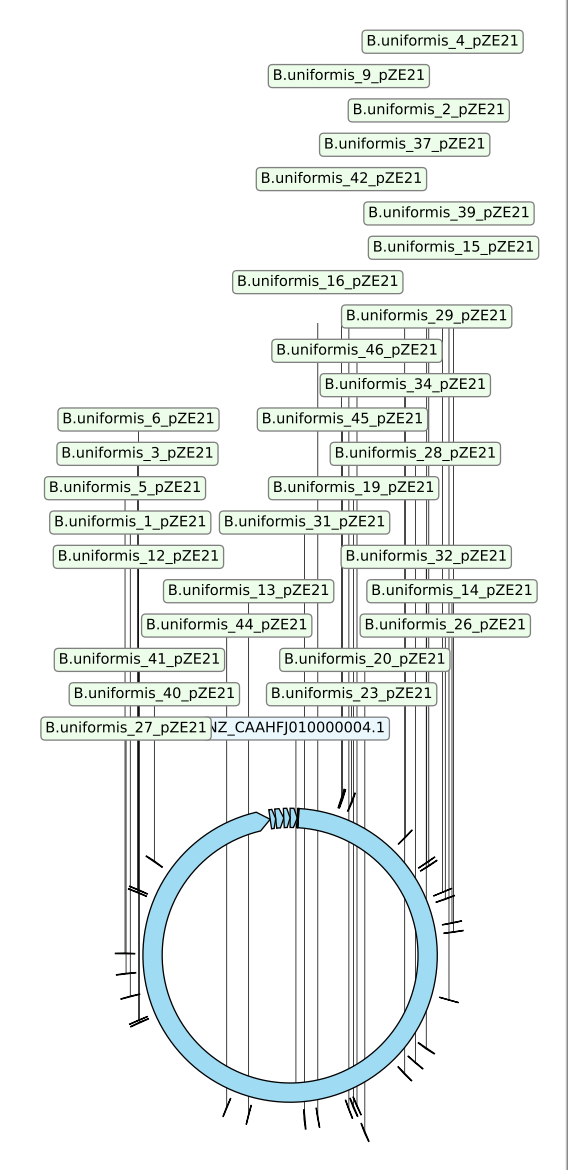 B.uniformis_4_pZE21
B.uniformis_9_pZE21
B.uniformis_2_pZE21
B.uniformis_37_pZE21
B.uniformis_42_pZE21
B.uniformis_39_pZE21
B.uniformis_15_pZE21
B.uniformis_16_pZE21
B.uniformis_29_pZE21
B.uniformis_46_pZE21
B.uniformis_34_pZE21
B.uniformis_6_pZE21 B.uniformis_45_pZE21
B.uniformis_3_pZE21 B.uniformis_28_pZE21
B.uniformis_5_pZE21 B.uniformis_19_pZE21
B.uniformis_1_pZE21 B.uniformis_31_pZE21
B.uniformis_12_pZE21 B.uniformis_32_pZE21
B.uniformis_13_pZE21 B.uniformis_14_pZE21
B.uniformis_44_pZE21 B.uniformis_26_pZE21
B.uniformis_41_pZE21 B.uniformis_20_pZE21
B.uniformis_40_pZE21 B.uniformis_23_pZE21
B.uniformis_27_pZE21 NZ_CAAHFJ010000004.1